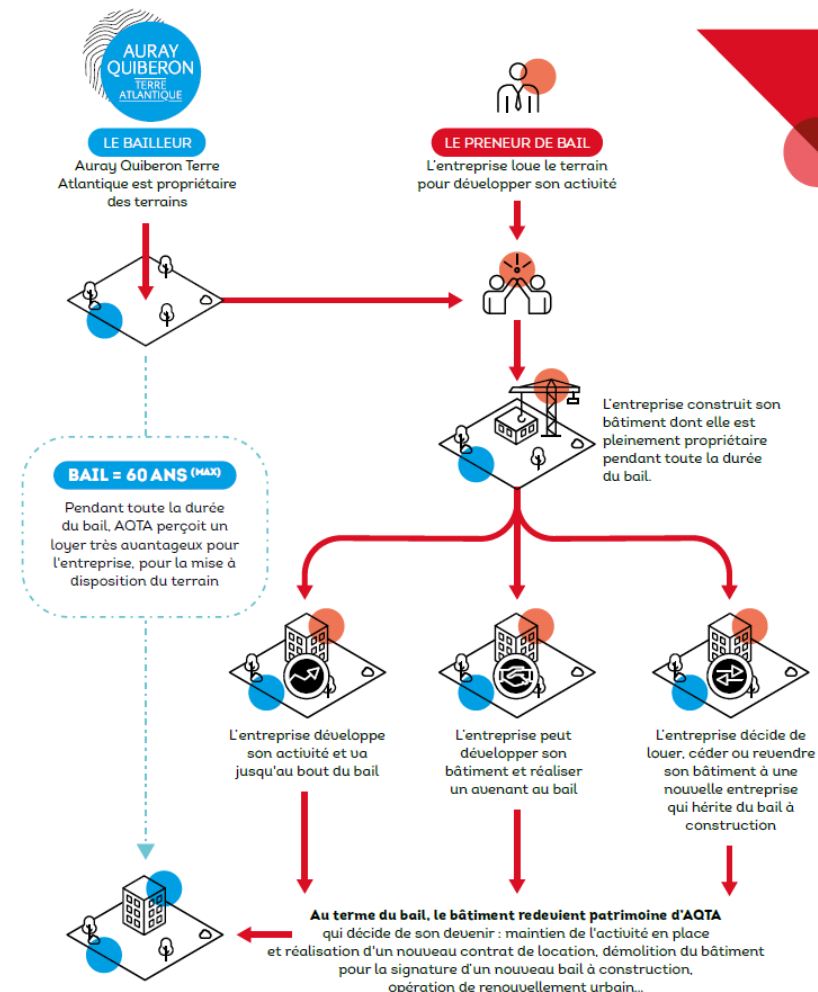 AURAY
QUIBERON
TERRE
ATLANTIQUE
LE BAILLEUR
Auray Quiberon Terre
Atlantique est propriétaire
des terrains
LE PRENEUR DE BAIL
L'entreprise loue le terrain
pour développer son activité
L'entreprise construit son
bâtiment dont elle est
pleinement propriétaire
pendant toute la durée
du bail.
BAIL = 60 ANS (MAX)
Pendant toute la durée
du bail, AQTA perçoit un
loyer très avantageux pour
l'entreprise, pour la mise à
disposition du terrain
L'entreprise développe
son activité et va
jusqu'au bout du bail
L'entreprise peut
développer son
bâtiment et réaliser
un avenant au bail
L'entreprise décide de
louer, céder ou revendre
son bâtiment à une
nouvelle entreprise
qui hérite du bail à
construction
Au terme du bail, le bâtiment redevient patrimoine d'AQTA
qui décide de son devenir : maintien de l'activité en place
et réalisation d'un nouveau contrat de location, démolition du bâtiment
pour la signature d'un nouveau bail à construction,
opération de renouvellement urbain...